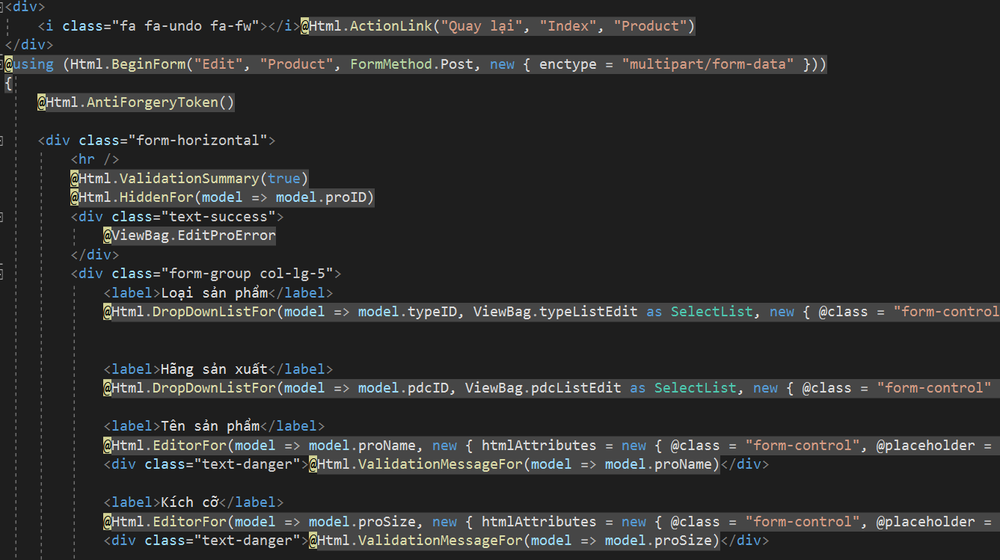 <div>
<i class="fa fa-undo fa-fw"></i>@Html.ActionLink("Quay lại", "Index", "Product")
</div>
@using (Html.BeginForm("Edit", "Product", FormMethod.Post, new { enctype = "multipart/form-data" }))
{
@Html.AntiForgeryToken()
<div class="form-horizontal">
<hr />
@Html.ValidationSummary(true)
@Html.HiddenFor(model => model.proID)
<div class="text-success">
@ViewBag.EditProError
</div>
<div class="form-group col-lg-5">
<label>Loại sản phẩm</label>
@Html.DropDownListFor(model => model.typeID, ViewBag.typeListEdit as SelectList, new { @class = "form-control
<label>Hãng sản xuất</label>
@Html.DropDownListFor(model => model.pdcID, ViewBag.pdcListEdit as SelectList, new { @class = "form-control"
<label>Tên sản phẩm</label>
@Html.EditorFor(model => model.proName, new { htmlAttributes = new { @class = "form-control", @placeholder =
<div class="text-danger">@Html.ValidationMessageFor(model => model.proName)</div>
<label>Kích cỡ</label>
@Html.EditorFor(model => model.proSize, new { htmlAttributes = new { @class = "form-control", @placeholder =
<div class="text-danger">@Html.ValidationMessageFor(model => model.proSize)</div>